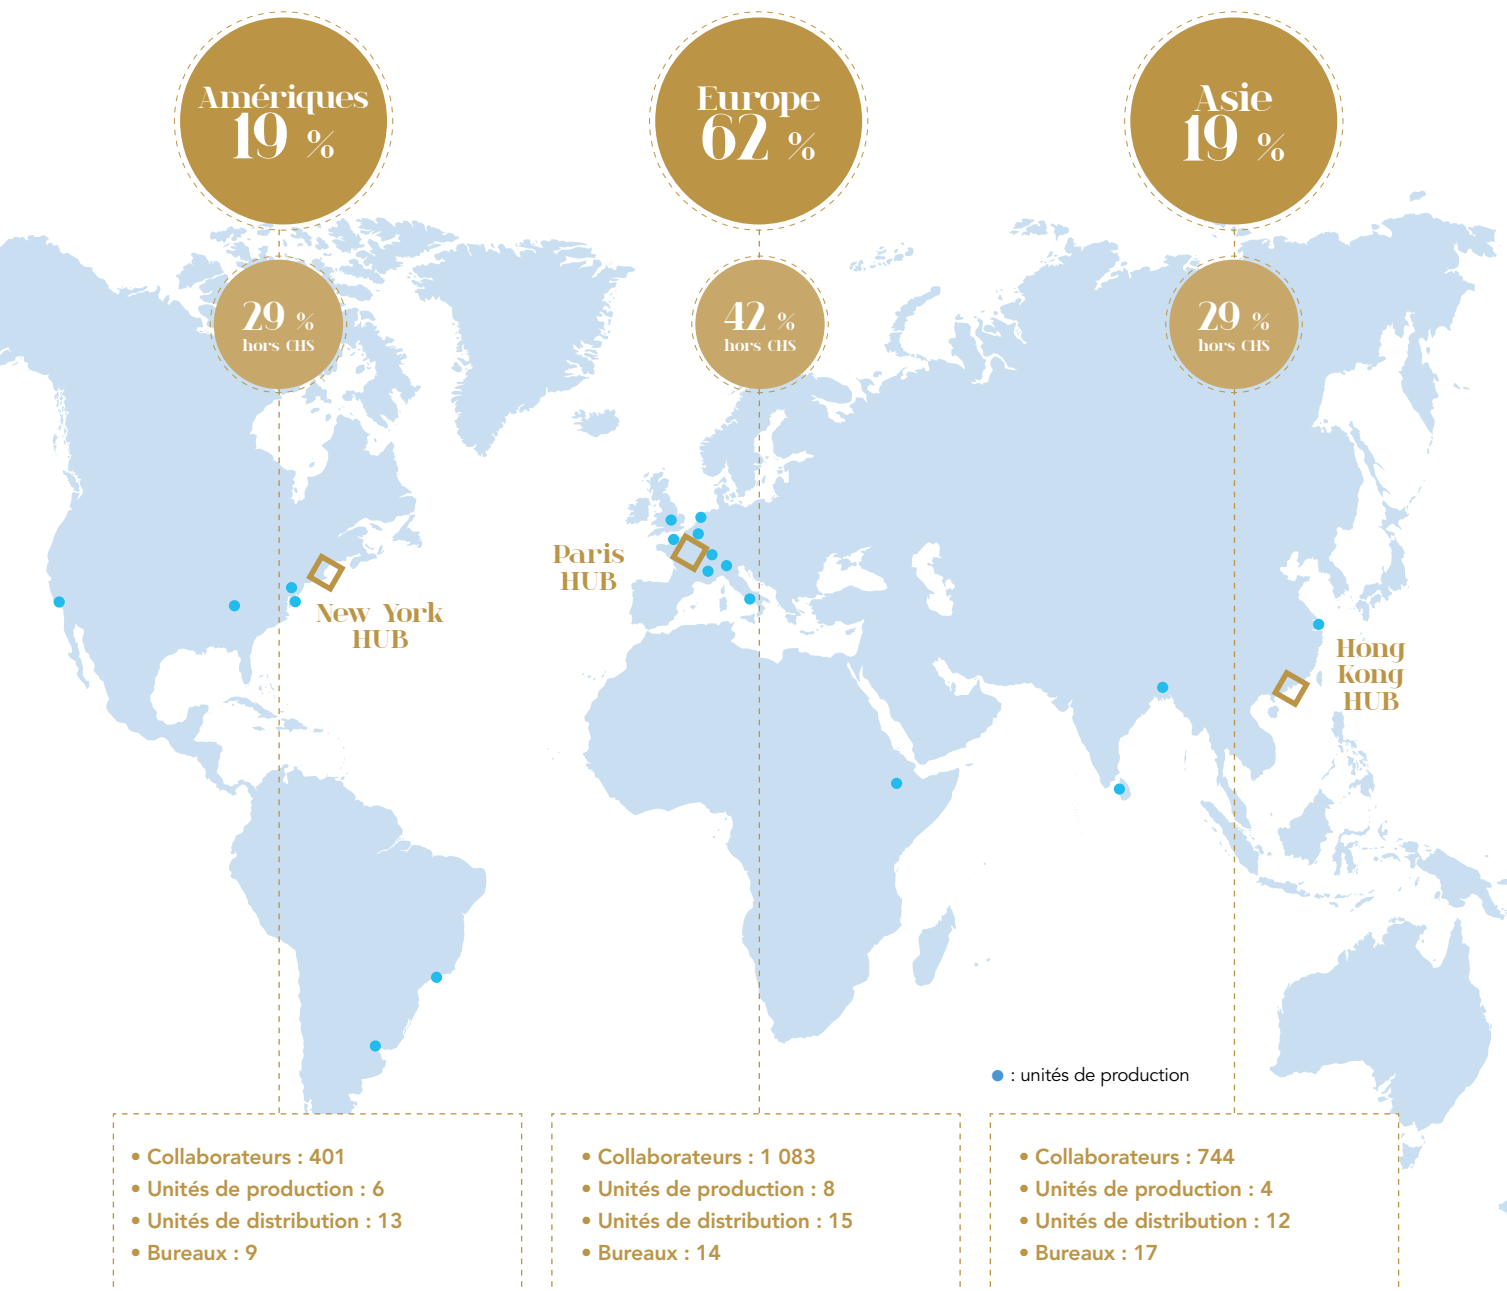 Amériques
19 %
Europe
62 %
Asie
19 %
29 %
hors CHS
42 %
hors CHS
29 %
hors CHS
Paris
HUB
New York
HUB
Hong
Kong
HUB
: unités de production
• Collaborateurs : 401
• Unités de production : 6
• Unités de distribution : 13
• Bureaux : 9
• Collaborateurs : 1 083
• Unités de production : 8
• Unités de distribution : 15
• Bureaux : 14
• Collaborateurs : 744
• Unités de production : 4
• Unités de distribution : 12
• Bureaux : 17